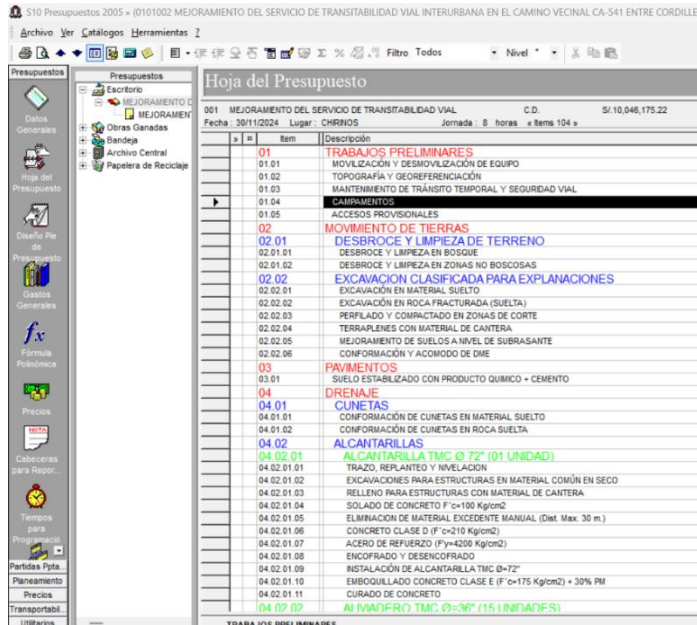 S10 Presupuestos 2005 » (0101002 MEJORAMIENTO DEL SERVICIO DE TRANSITABILIDAD VIAL INTERURBANA EN EL CAMINO VECINAL CA-541 ENTRE CORDILLE
Archivo Ver Catálogos Herramientas ?
Filtro Todos Nivel *
Presupuestos
Datos Generales
Hoja del Presupuesto
Diseño Pie de Presupuesto
Gastos Generales
fx
Fórmula Polinómica
Precios
NOTA
Cabeceras para Repor...
Tiempos para Programació
Partidas Ppta.
Planeamiento
Precios
Transportabil.
Utilitarios
Presupuestos
Escritorio
MEJORAMIENTO D
MEJORAMIEN
Obras Ganadas
Bandeja
Archivo Central
Papelera de Reciclaje
Hoja del Presupuesto
001 MEJORAMIENTO DEL SERVICIO DE TRANSITABILIDAD VIAL C.D. S/.10,046,175.22
Fecha : 30/11/2024 Lugar : CHIRINOS Jornada : 8 horas « Items 104 »
» ¤ Item Descripción
01 TRABAJOS PRELIMINARES
01.01 MOVILIZACIÓN Y DESMOVILIZACIÓN DE EQUIPO
01.02 TOPOGRAFÍA Y GEOREFERENCIACIÓN
01.03 MANTENIMIENTO DE TRÁNSITO TEMPORAL Y SEGURIDAD VIAL
01.04 CAMPAMENTOS
01.05 ACCESOS PROVISIONALES
02 MOVIMIENTO DE TIERRAS
02.01 DESBROCE Y LIMPIEZA DE TERRENO
02.01.01 DESBROCE Y LIMPIEZA EN BOSQUE
02.01.02 DESBROCE Y LIMPIEZA EN ZONAS NO BOSCOSAS
02.02 EXCAVACION CLASIFICADA PARA EXPLANACIONES
02.02.01 EXCAVACIÓN EN MATERIAL SUELTO
02.02.02 EXCAVACIÓN EN ROCA FRACTURADA (SUELTA)
02.02.03 PERFILADO Y COMPACTADO EN ZONAS DE CORTE
02.02.04 TERRAPLENES CON MATERIAL DE CANTERA
02.02.05 MEJORAMIENTO DE SUELOS A NIVEL DE SUBRASANTE
02.02.06 CONFORMACIÓN Y ACOMODO DE DME
03 PAVIMENTOS
03.01 SUELO ESTABILIZADO CON PRODUCTO QUIMICO + CEMENTO
04 DRENAJE
04.01 CUNETAS
04.01.01 CONFORMACIÓN DE CUNETAS EN MATERIAL SUELTO
04.01.02 CONFORMACIÓN DE CUNETAS EN ROCA SUELTA
04.02 ALCANTARILLAS
04.02.01 ALCANTARILLA TMC Ø 72" (01 UNIDAD)
04.02.01.01 TRAZO, REPLANTEO Y NIVELACION
04.02.01.02 EXCAVACIONES PARA ESTRUCTURAS EN MATERIAL COMÚN EN SECO
04.02.01.03 RELLENO PARA ESTRUCTURAS CON MATERIAL DE CANTERA
04.02.01.04 SOLADO DE CONCRETO F´c=100 Kg/cm2
04.02.01.05 ELIMINACION DE MATERIAL EXCEDENTE MANUAL (Dist. Max. 30 m.)
04.02.01.06 CONCRETO CLASE D (F´c=210 Kg/cm2)
04.02.01.07 ACERO DE REFUERZO (F'y=4200 Kg/cm2)
04.02.01.08 ENCOFRADO Y DESENCOFRADO
04.02.01.09 INSTALACIÓN DE ALCANTARILLA TMC Ø=72"
04.02.01.10 EMBOQUILLADO CONCRETO CLASE E (F´c=175 Kg/cm2) + 30% PM
04.02.01.11 CURADO DE CONCRETO
04.02.02 ALIVIADERO TMC Ø=36" (15 UNIDADES)
TRABAJOS PRELIMINARES